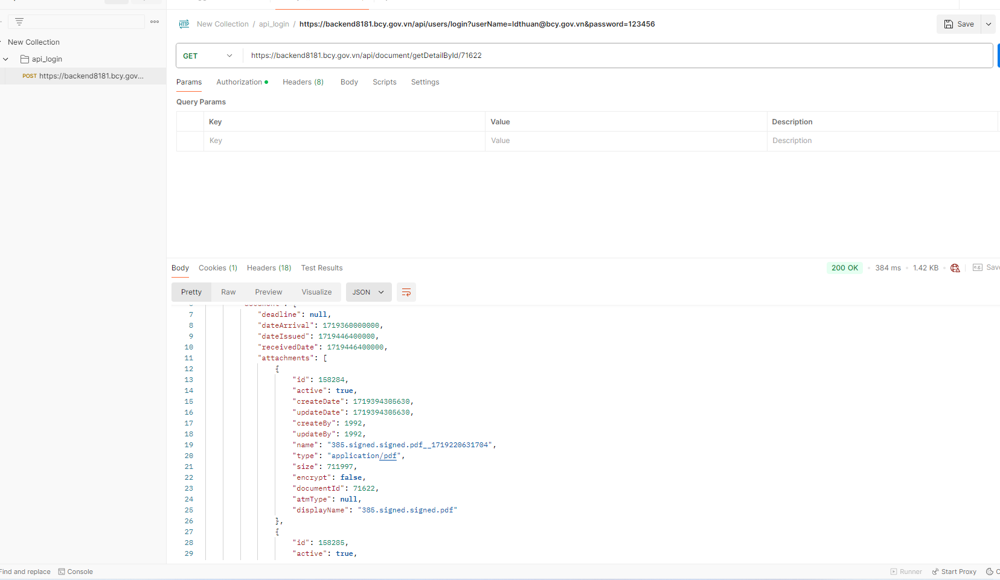 New Collection / api_login / https://backend8181.bcy.gov.vn/api/users/login?userName=ldthuan@bcy.gov.vn&password=123456
Save
New Collection
api_login
POST https://backend8181.bcy.gov...
GET https://backend8181.bcy.gov.vn/api/document/getDetailById/71622
Params Authorization Headers (8) Body Scripts Settings
Query Params
Key Value Description
Key Value Description
Body Cookies (1) Headers (18) Test Results
200 OK 384 ms 1.42 KB e.g. Save
Pretty Raw Preview Visualize JSON
7 "deadline": null,
8 "dateArrival": 1719360000000,
9 "dateIssued": 1719446400000,
10 "receivedDate": 1719446400000,
11 "attachments": [
12 {
13 "id": 158284,
14 "active": true,
15 "createDate": 1719394305630,
16 "updateDate": 1719394305630,
17 "createBy": 1992,
18 "updateBy": 1992,
19 "name": "385.signed.signed.pdf__1719220631704",
20 "type": "application/pdf",
21 "size": 711997,
22 "encrypt": false,
23 "documentId": 71622,
24 "atmType": null,
25 "displayName": "385.signed.signed.pdf"
26 },
27 {
28 "id": 158285,
29 "active": true,
Find and replace Console Runner Start Proxy